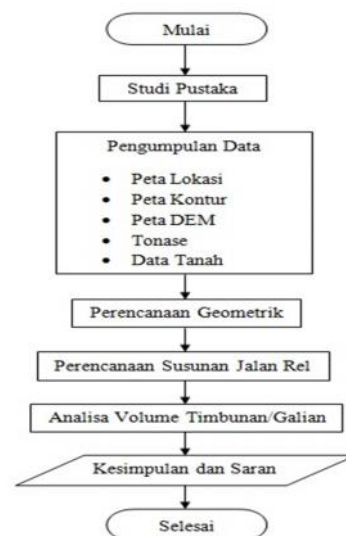 Mulai
Studi Pustaka
Pengumpulan Data
• Peta Lokasi
• Peta Kontur
• Peta DEM
• Tonase
• Data Tanah
Perencanaan Geometrik
Perencanaan Susunan Jalan Rel
Analisa Volume Timbunan/Galian
Kesimpulan dan Saran
Selesai